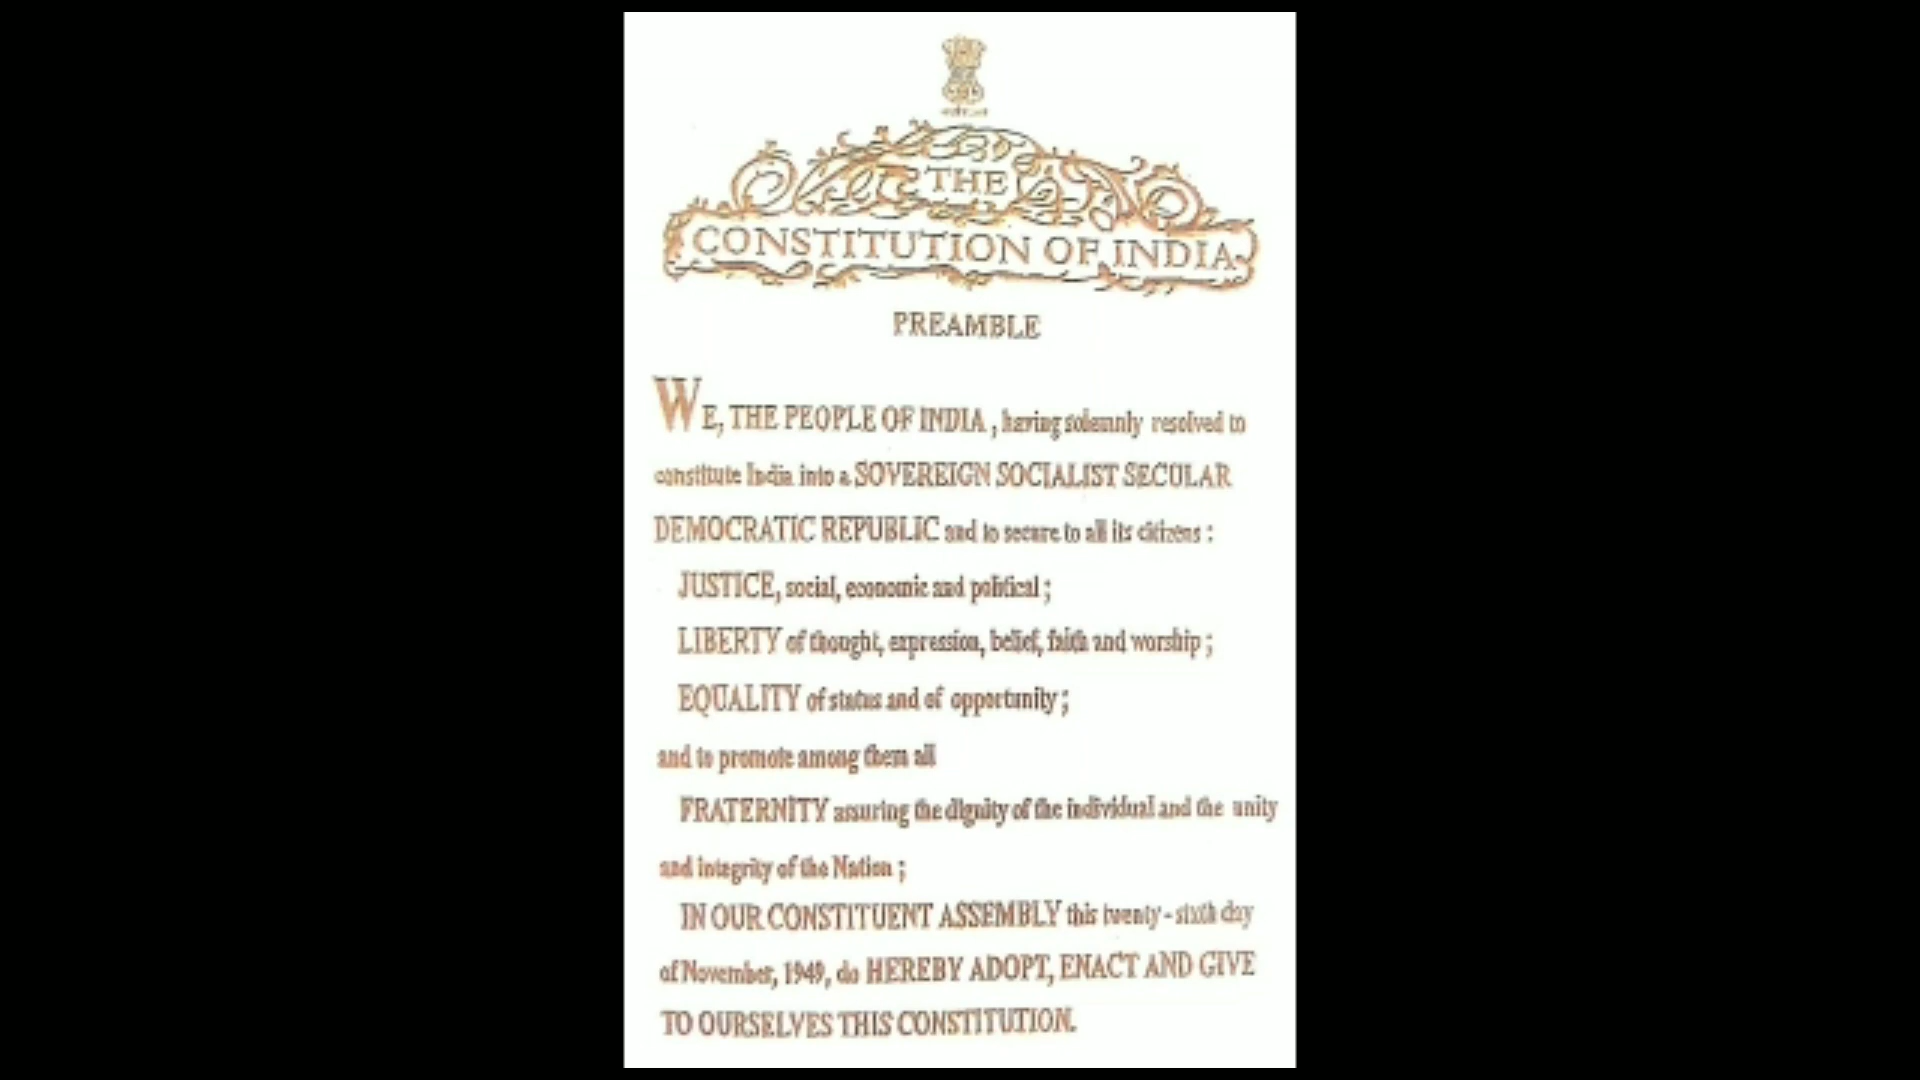 THE
CONSTITUTION OF INDIA
PREAMBLE
WE, THE PEOPLE OF INDIA, having solemnly resolved to
constitute India into a SOVEREIGN SOCIALIST SECULAR
DEMOCRATIC REPUBLIC and to secure to all its citizens :
JUSTICE, social, economic and political ;
LIBERTY of thought, expression, belief, faith and worship ;
EQUALITY of status and of opportunity ;
and to promote among them all
FRATERNITY assuring the dignity of the individual and the unity
and integrity of the Nation ;
IN OUR CONSTITUENT ASSEMBLY this twenty-sixth day
of November, 1949, do HEREBY ADOPT, ENACT AND GIVE
TO OURSELVES THIS CONSTITUTION.